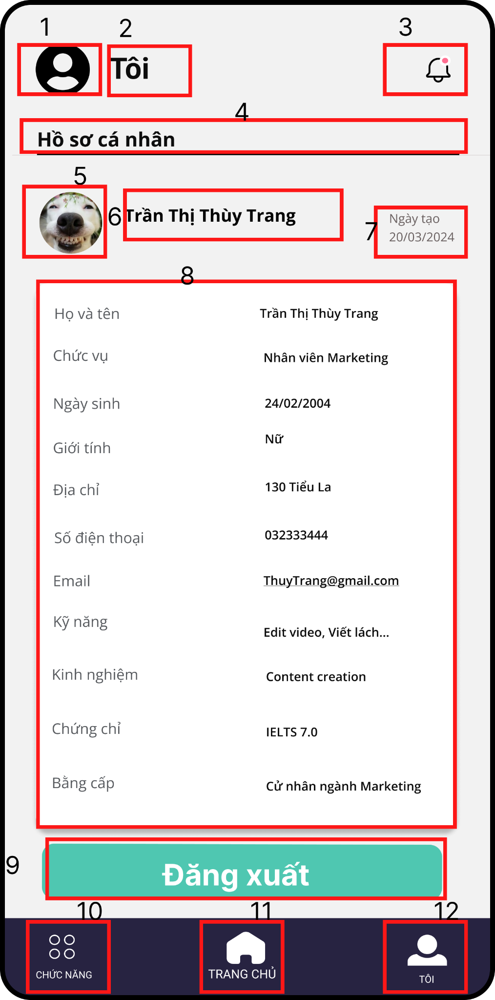 1
2
3
Tôi
4
Hồ sơ cá nhân
5
6
Trần Thị Thùy Trang
7
Ngày tạo
20/03/2024
8
Họ và tên Trần Thị Thùy Trang
Chức vụ Nhân viên Marketing
Ngày sinh 24/02/2004
Giới tính Nữ
Địa chỉ 130 Tiểu La
Số điện thoại 032333444
Email ThuyTrang@gmail.com
Kỹ năng Edit video, Viết lách...
Kinh nghiệm Content creation
Chứng chỉ IELTS 7.0
Bằng cấp Cử nhân ngành Marketing
9
Đăng xuất
10
11
12
CHỨC NĂNG
TRANG CHỦ
TÔI